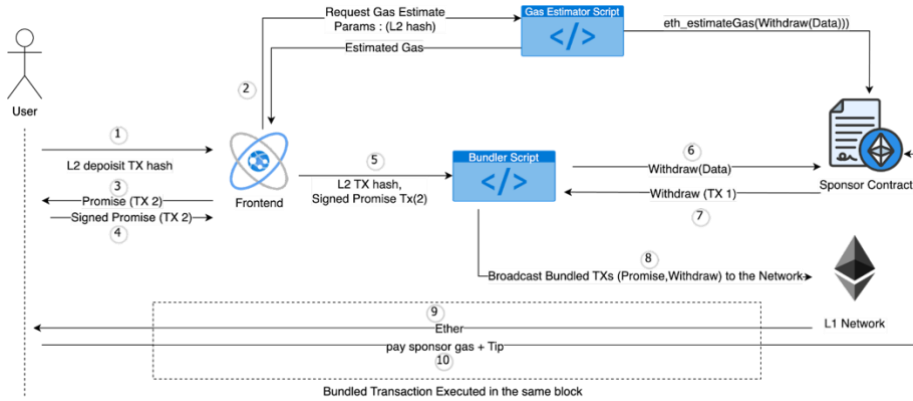 Request Gas Estimate
Params : (L2 hash)
Gas Estimator Script
</>
eth_estimateGas(Withdraw(Data)))
Estimated Gas
2
User
1
L2 deposit TX hash
3
Promise (TX 2)
Signed Promise (TX 2)
4
Frontend
5
L2 TX hash,
Signed Promise Tx(2)
Bundler Script
</>
6
Withdraw(Data)
Withdraw (TX 1)
7
Sponsor Contract
8
Broadcast Bundled TXs (Promise,Withdraw) to the Network
L1 Network
9
Ether
pay sponsor gas + Tip
10
Bundled Transaction Executed in the same block